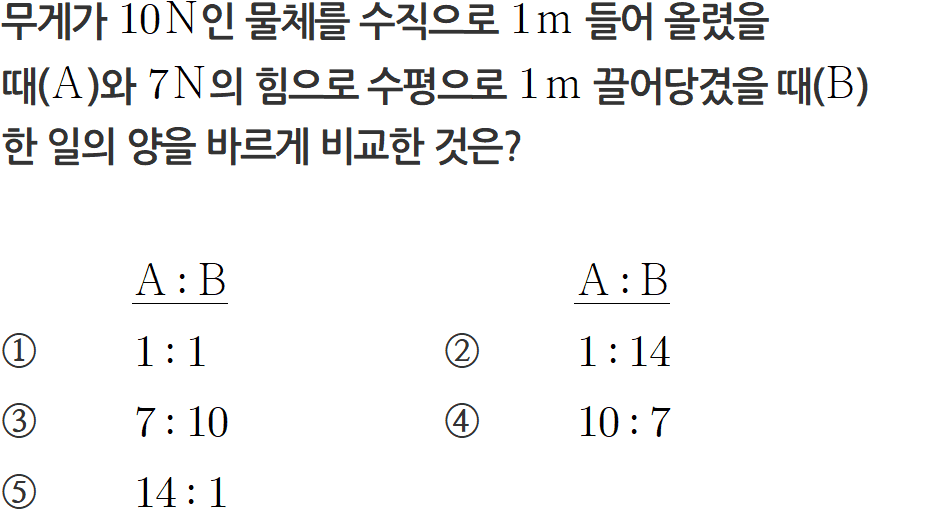 무게가 10N인 물체를 수직으로 1m 들어 올렸을
때(A)와 7N의 힘으로 수평으로 1m 끌어당겼을 때(B)
한 일의 양을 바르게 비교한 것은?
A : B A : B
① 1 : 1 ② 1 : 14
③ 7 : 10 ④ 10 : 7
⑤ 14 : 1